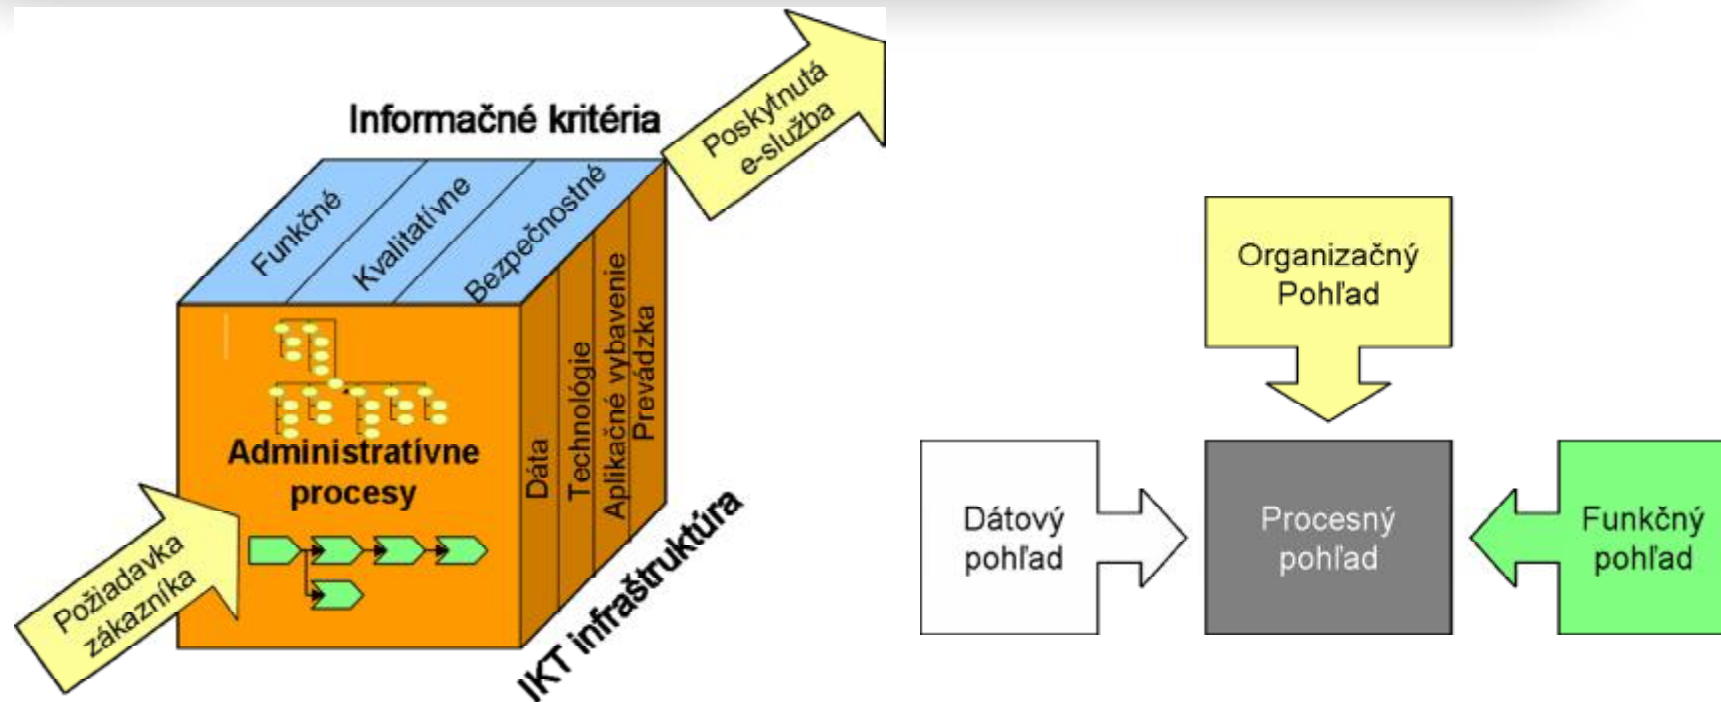 Informačné kritéria
Poskytnutá
e-služba
Funkčné
Kvalitatívne
Bezpečnostné
Administratívne
procesy
Dáta
Technológie
Aplikačné vybavenie
Prevádzka
IKT infraštruktúra
Požiadavka
zákazníka
Organizačný
Pohľad
Dátový
pohľad
Procesný
pohľad
Funkčný
pohľad